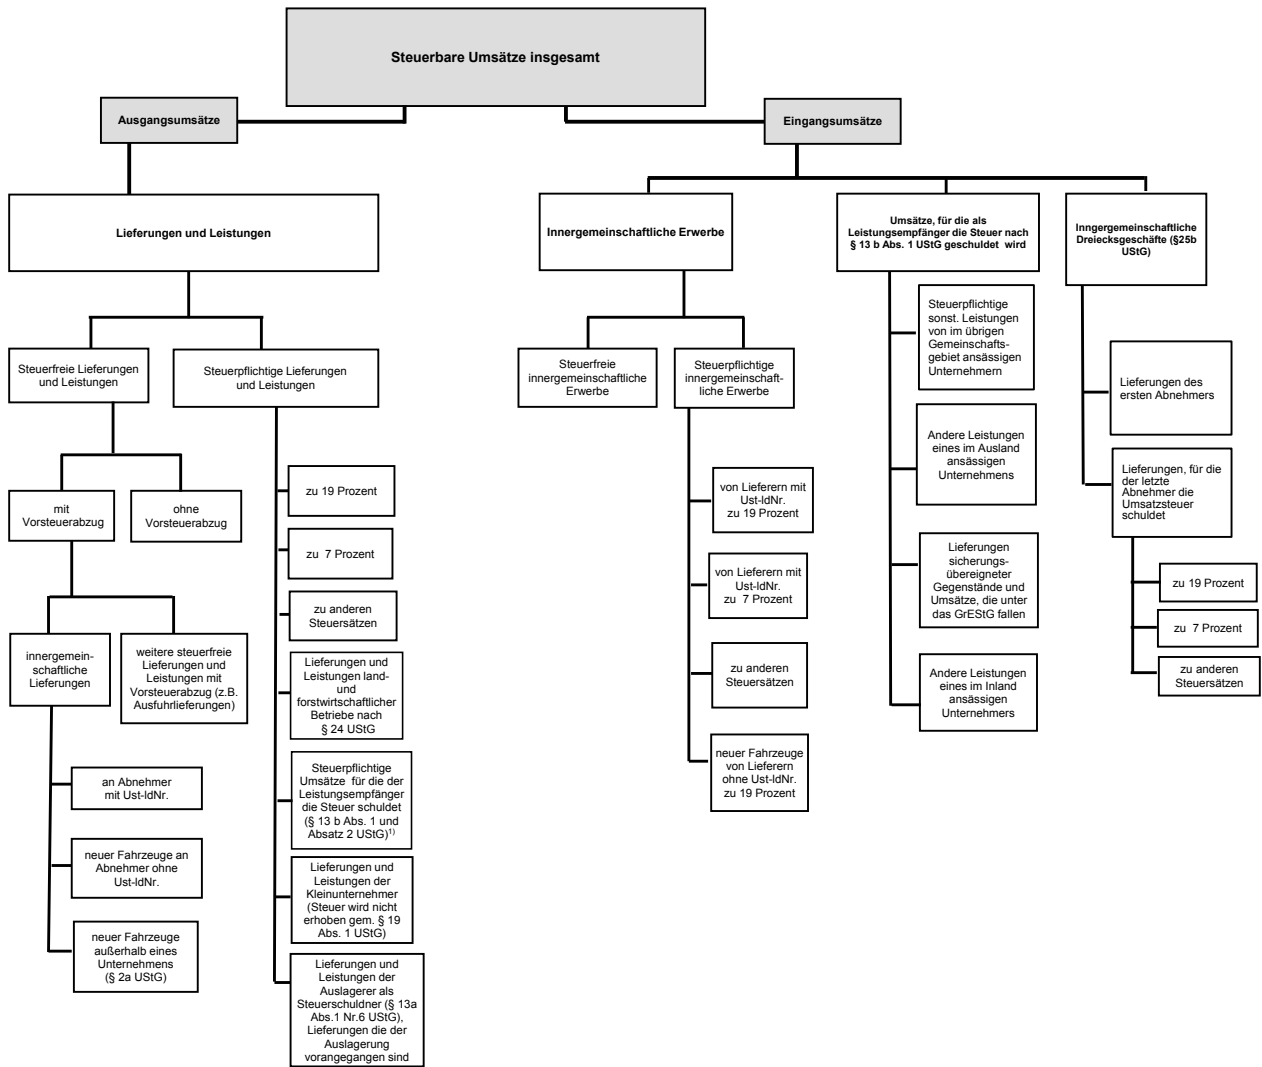 Steuerbare Umsätze insgesamt
Ausgangsumsätze
Eingangsumsätze
Lieferungen und Leistungen
Innergemeinschaftliche Erwerbe
Umsätze, für die als
Leistungsempfänger die Steuer nach
§ 13 b Abs. 1 UStG geschuldet wird
Inngergemeinschaftliche
Dreiecksgeschäfte (§25b
UStG)
Steuerfreie Lieferungen
und Leistungen
Steuerpflichtige Lieferungen
und Leistungen
mit
Vorsteuerabzug
ohne
Vorsteuerabzug
innergemein-
schaftliche
Lieferungen
weitere steuerfreie
Lieferungen und
Leistungen mit
Vorsteuerabzug (z.B.
Ausfuhrlieferungen)
an Abnehmer
mit Ust-IdNr.
neuer Fahrzeuge an
Abnehmer ohne
Ust-IdNr.
neuer Fahrzeuge
außerhalb eines
Unternehmens
(§ 2a UStG)
zu 19 Prozent
zu 7 Prozent
zu anderen
Steuersätzen
Lieferungen und
Leistungen land-
und
forstwirtschaftlicher
Betriebe nach
§ 24 UStG
Steuerpflichtige
Umsätze für die der
Leistungsempfänger
die Steuer schuldet
(§ 13 b Abs. 1 und
Absatz 2 UStG)1)
Lieferungen und
Leistungen der
Kleinunternehmer
(Steuer wird nicht
erhoben gem. § 19
Abs. 1 UStG)
Lieferungen und
Leistungen der
Auslagerer als
Steuerschuldner (§ 13a
Abs.1 Nr.6 UStG),
Lieferungen die der
Auslagerung
vorangegangen sind
Steuerfreie
innergemeinschaftliche
Erwerbe
Steuerpflichtige
innergemeinschaft-
liche Erwerbe
von Lieferern mit
Ust-IdNr.
zu 19 Prozent
von Lieferern mit
Ust-IdNr.
zu 7 Prozent
zu anderen
Steuersätzen
neuer Fahrzeuge
von Lieferern
ohne Ust-IdNr.
zu 19 Prozent
Steuerpflichtige
sonst. Leistungen
von im übrigen
Gemeinschafts-
gebiet ansässigen
Unternehmern
Andere Leistungen
eines im Ausland
ansässigen
Unternehmens
Lieferungen
sicherungs-
übereigneter
Gegenstände und
Umsätze, die unter
das GrEStG fallen
Andere Leistungen
eines im Inland
ansässigen
Unternehmers
Lieferungen des
ersten Abnehmers
Lieferungen, für die
der letzte
Abnehmer die
Umsatzsteuer
schuldet
zu 19 Prozent
zu 7 Prozent
zu anderen
Steuersätzen